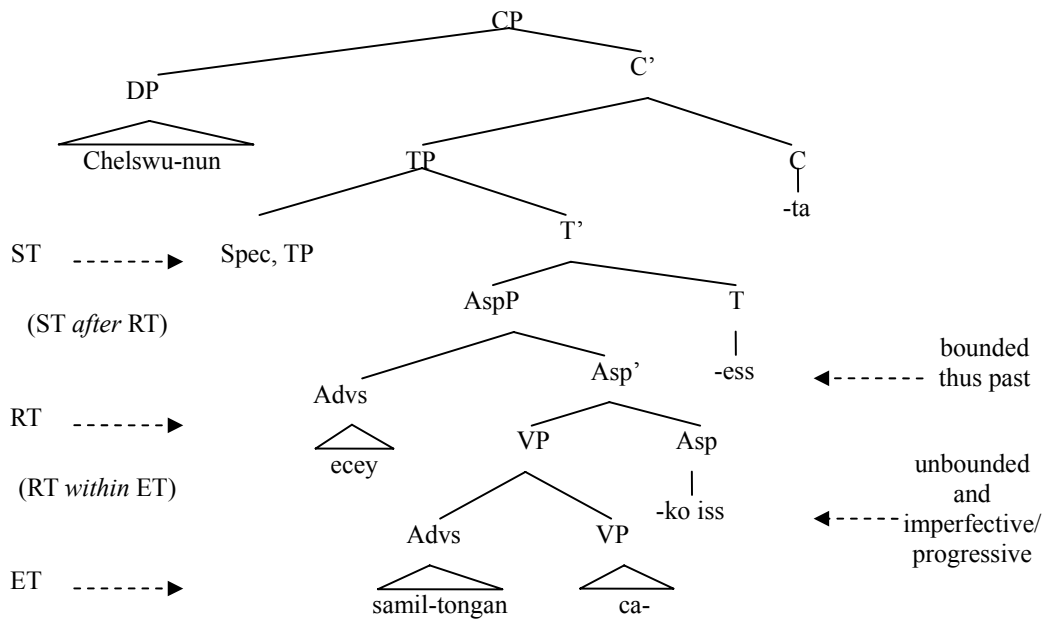 CP
DP C’
Chelswu-nun TP C
-ta
ST Spec, TP T’
(ST after RT) AspP T
Advs Asp’ -ess bounded
thus past
RT ecey VP Asp
(RT within ET) -ko iss unbounded
and
imperfective/
progressive
Advs VP
ET samil-tongan ca-